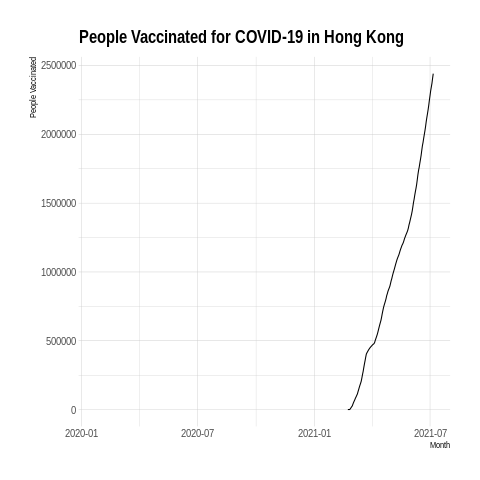 People Vaccinated for COVID-19 in Hong Kong
People Vaccinated
2500000
2000000
1500000
1000000
500000
0
2020-01 2020-07 2021-01 2021-07
Month